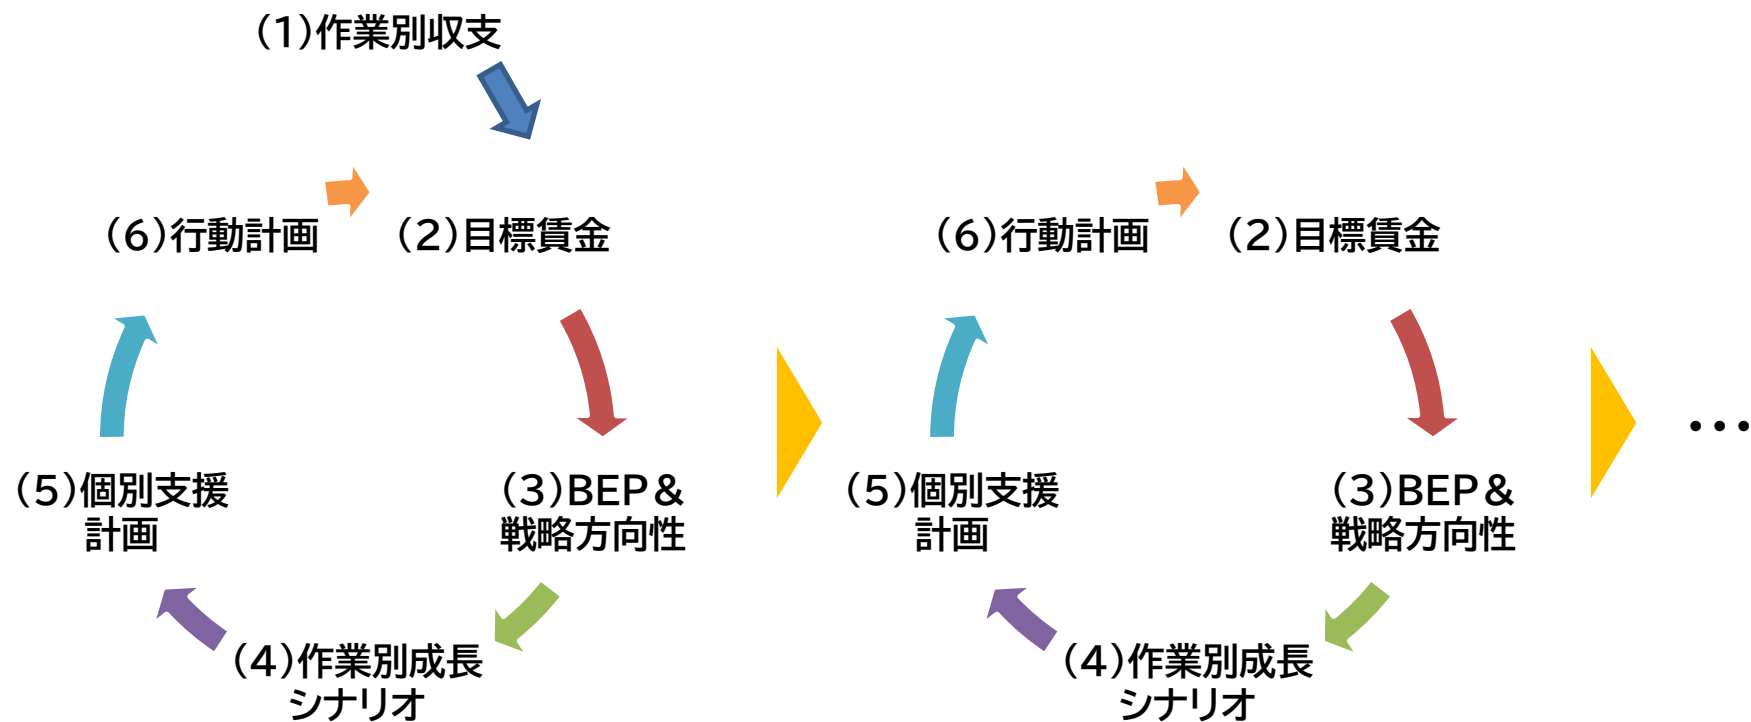 (1)作業別収支
(6)行動計画
(2)目標賃金
(3)BEP&
戦略方向性
(4)作業別成長
シナリオ
(5)個別支援
計画
(6)行動計画
(2)目標賃金
(3)BEP&
戦略方向性
(4)作業別成長
シナリオ
(5)個別支援
計画
…